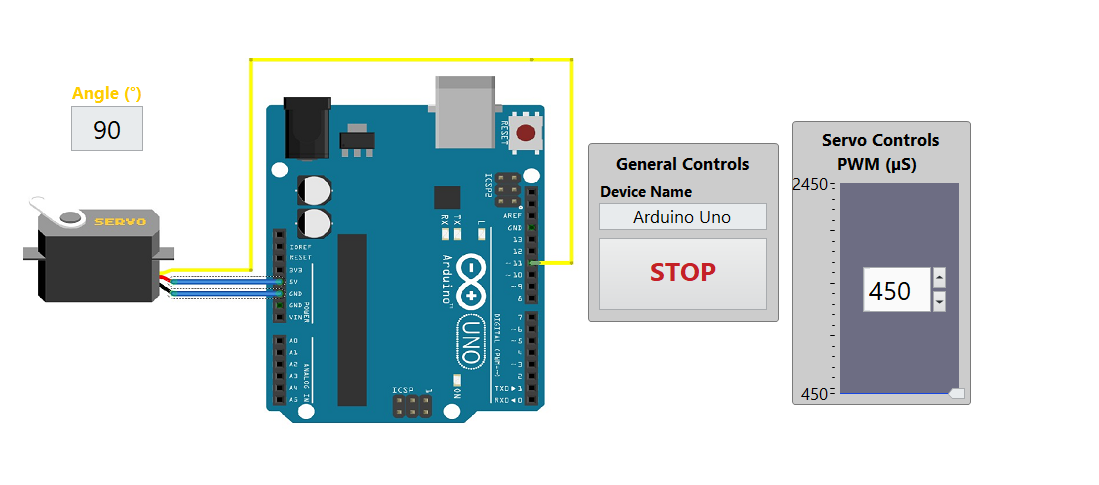 Angle (°)
90
SERVO
RESET
ICSP2
L
TX
RX
AREF
GND
13
12
~11
~10
~9
8
IOREF
RESET
3V3
5V
GND
GND
VIN
POWER
Arduino™
UNO
DIGITAL (PWM~)
7
~6
~5
4
~3
2
TXD▶1
RXD◀0
A0
A1
A2
A3
A4
A5
ANALOG IN
ICSP
1
ON
General Controls
Device Name
Arduino Uno
STOP
Servo Controls
PWM (µS)
2450
450
450